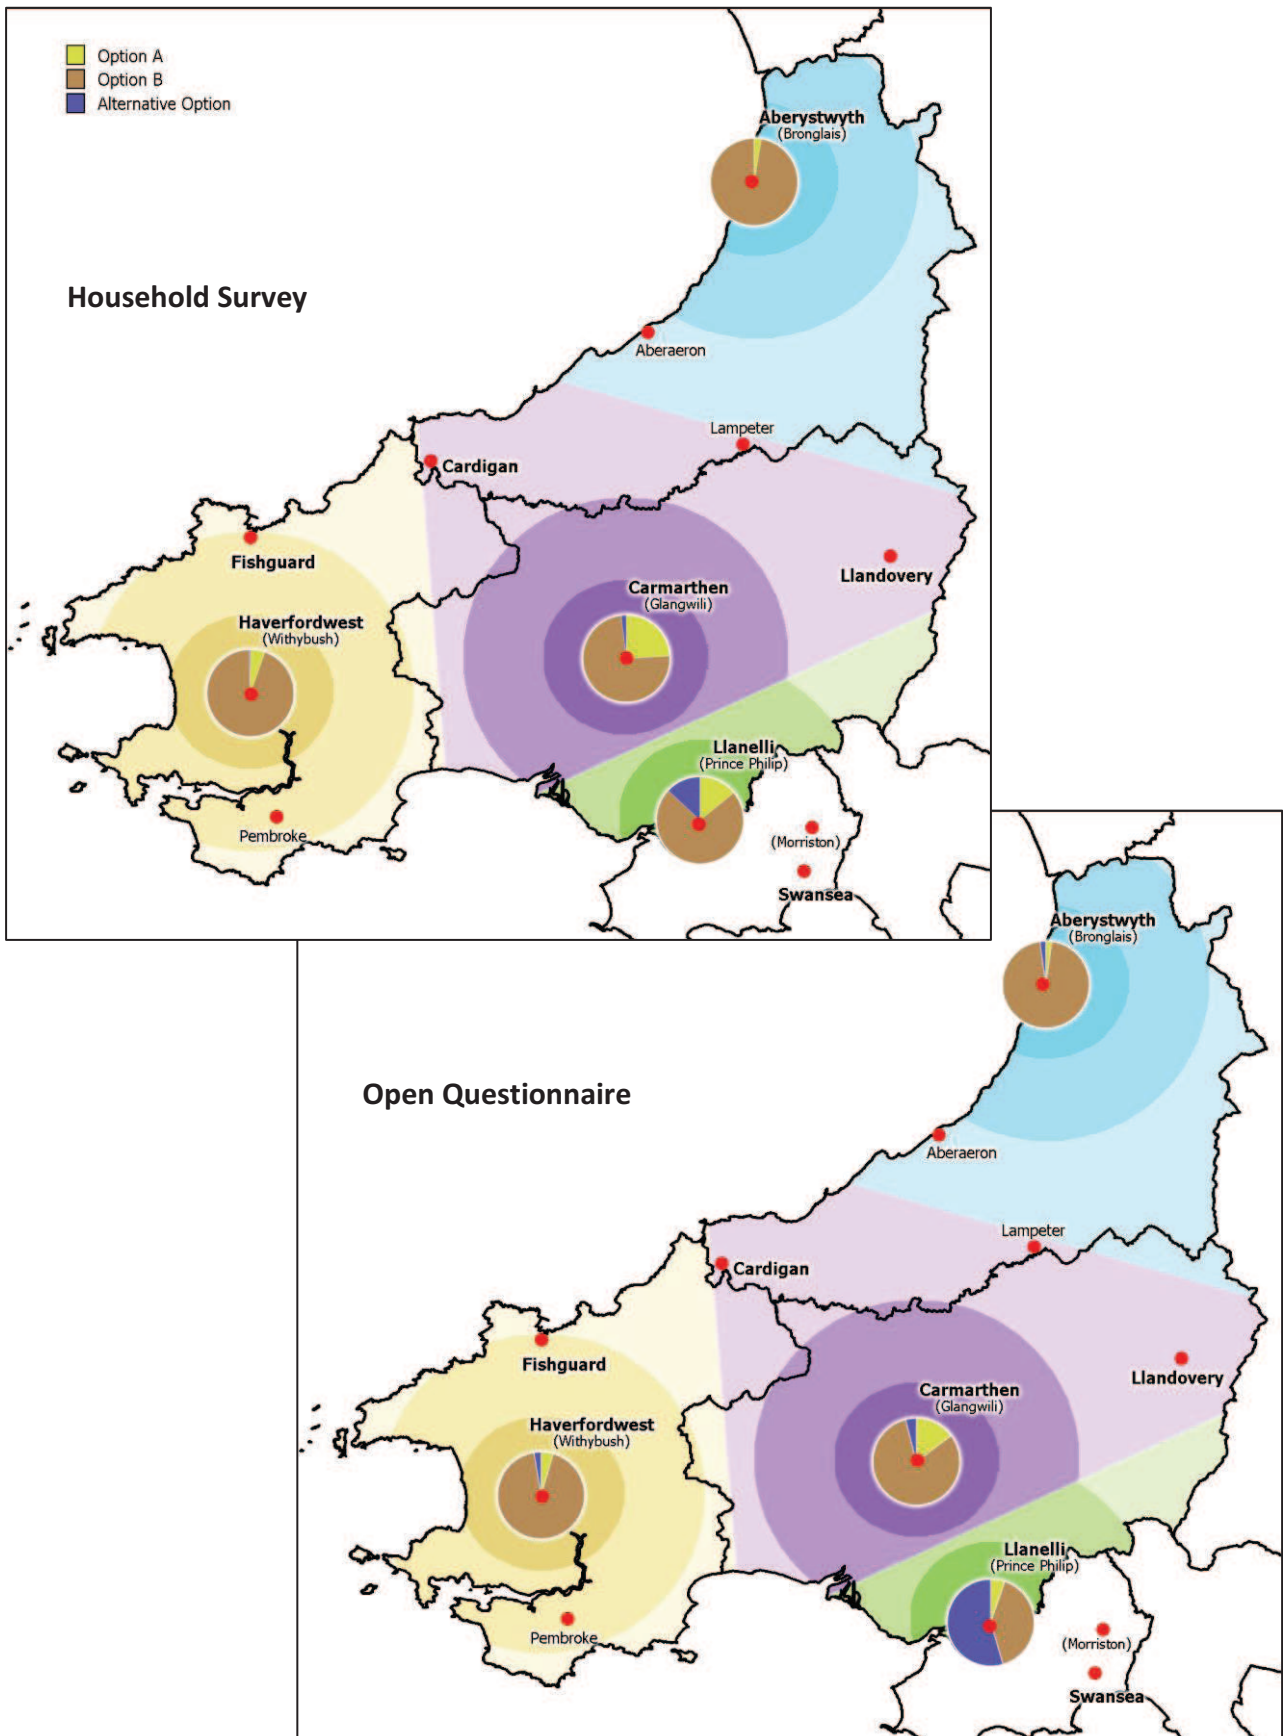 Option A
Option B
Alternative Option
Aberystwyth
(Bronglais)
Household Survey
Aberaeron
Lampeter
Cardigan
Fishguard
Llandovery
Carmarthen
(Glangwili)
Haverfordwest
(Withybush)
Llanelli
(Prince Philip)
Pembroke
(Morriston)
Swansea
Aberystwyth
(Bronglais)
Open Questionnaire
Aberaeron
Lampeter
Cardigan
Fishguard
Llandovery
Carmarthen
(Glangwili)
Haverfordwest
(Withybush)
Llanelli
(Prince Philip)
Pembroke
(Morriston)
Swansea